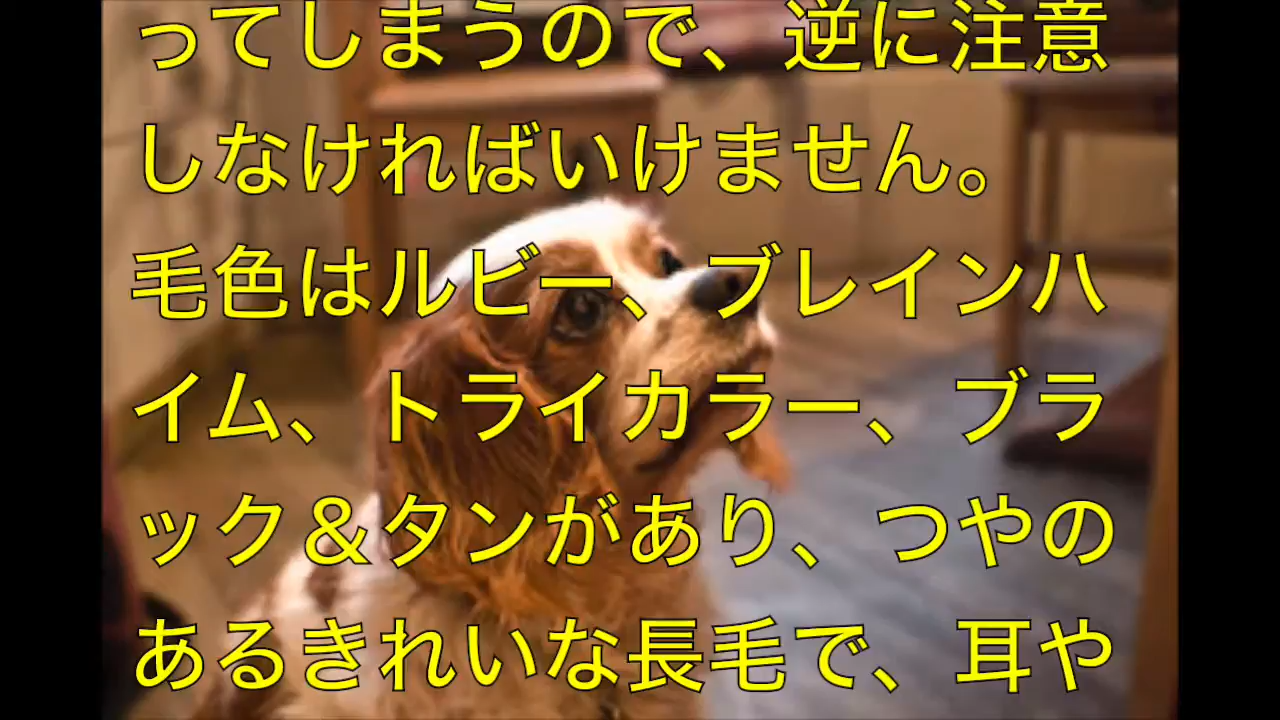 ってしまうので、逆に注意
しなければいけません。
毛色はルビー、ブレインハ
イム、トライカラー、ブラ
ック＆タンがあり、つやの
あるきれいな長毛で、耳や